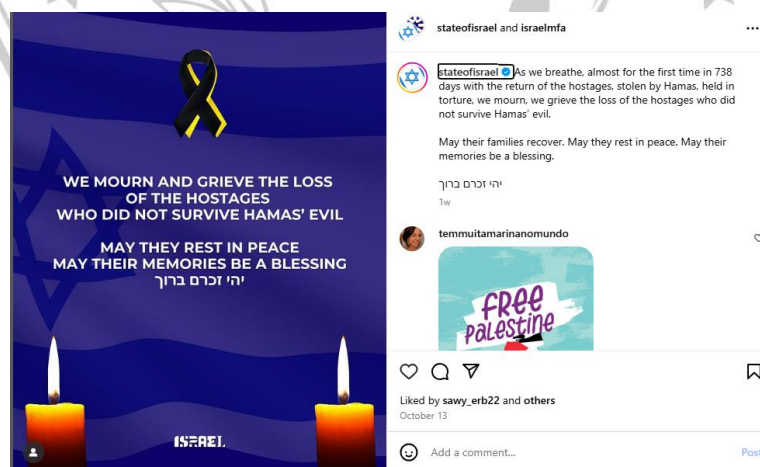 WE MOURN AND GRIEVE THE LOSS
OF THE HOSTAGES
WHO DID NOT SURVIVE HAMAS' EVIL
MAY THEY REST IN PEACE
MAY THEIR MEMORIES BE A BLESSING
יהי זכרם ברוך
ISRAEL
stateofisrael and israelmfa
stateofisrael As we breathe, almost for the first time in 738
days with the return of the hostages, stolen by Hamas, held in
torture, we mourn, we grieve the loss of the hostages who did
not survive Hamas' evil.
May their families recover. May they rest in peace. May their
memories be a blessing.
יהי זכרם ברוך
1w
temmuitamarinanomundo
FREE
PALESTINE
Liked by sawy_erb22 and others
October 13
Add a comment...
Post